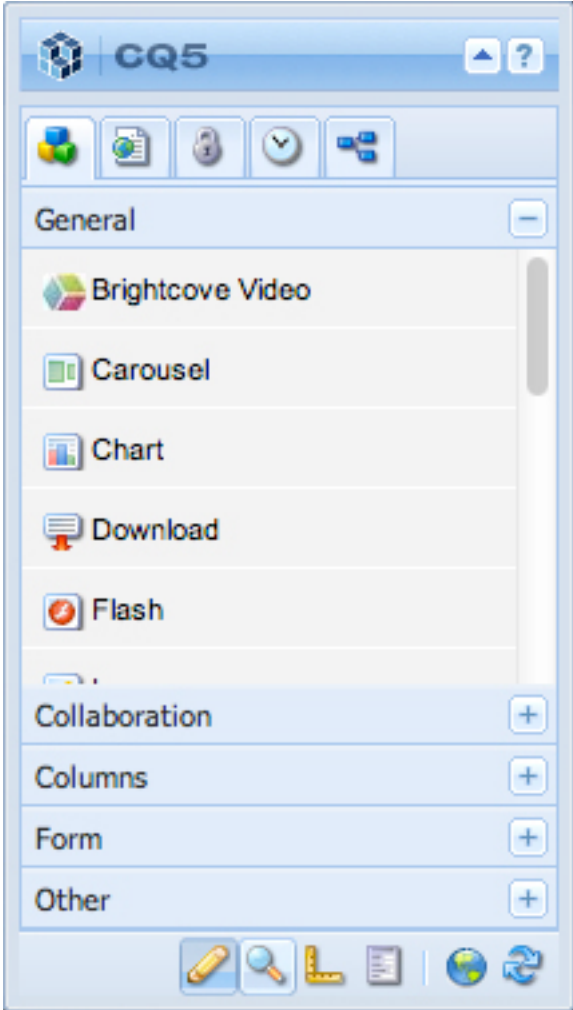 CQ5
?
General
Brightcove Video
Carousel
Chart
Download
Flash
Collaboration
Columns
Form
Other